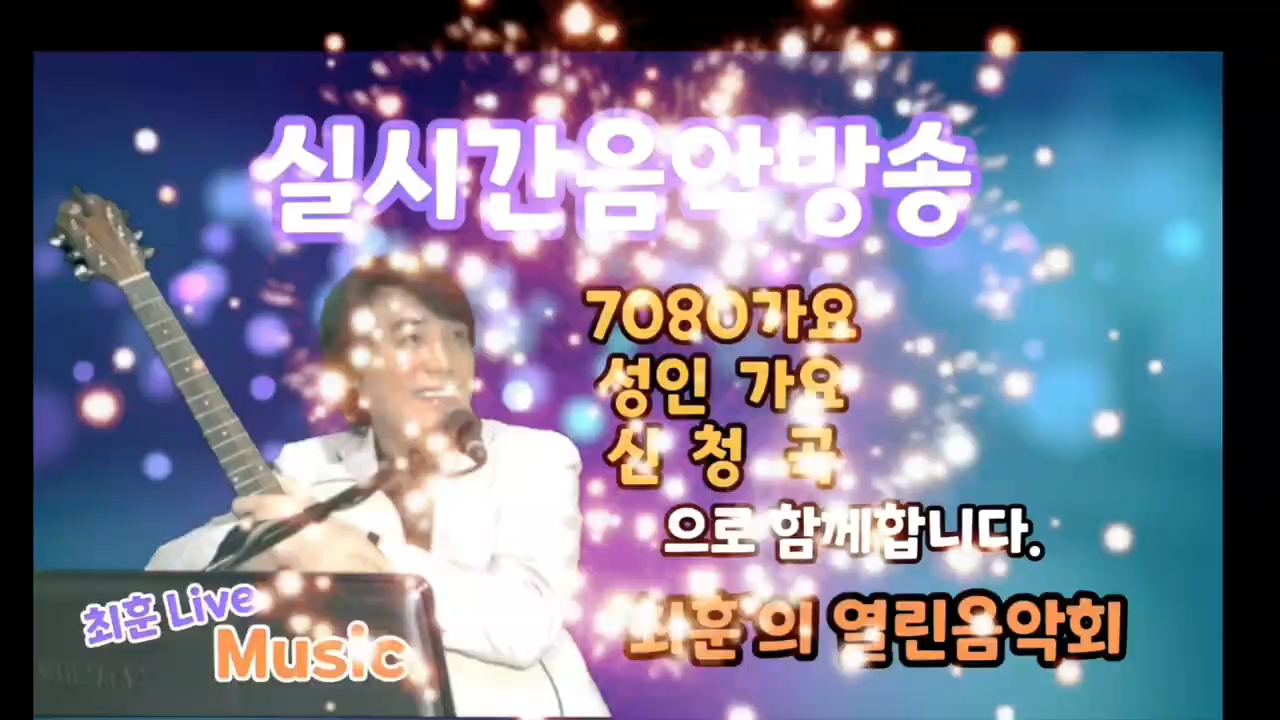 실시간음악방송
7080가요
성인 가요
신 청 곡
으로 함께합니다.
최훈의 열린음악회
최훈 Live
Music